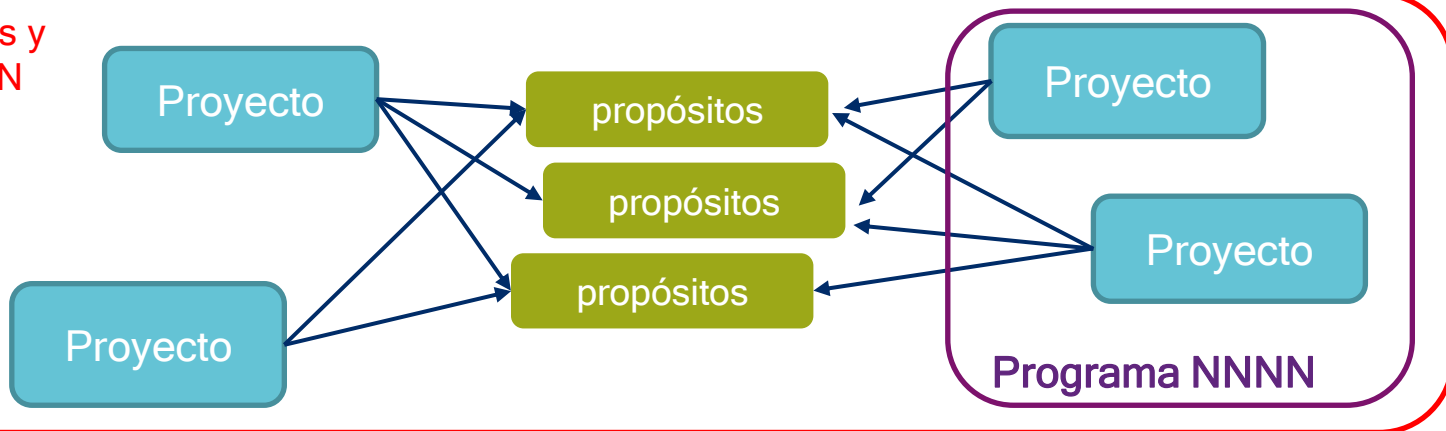 s y
N
Proyecto
propósitos
Proyecto
propósitos
Proyecto
propósitos
Proyecto
Programa NNNN